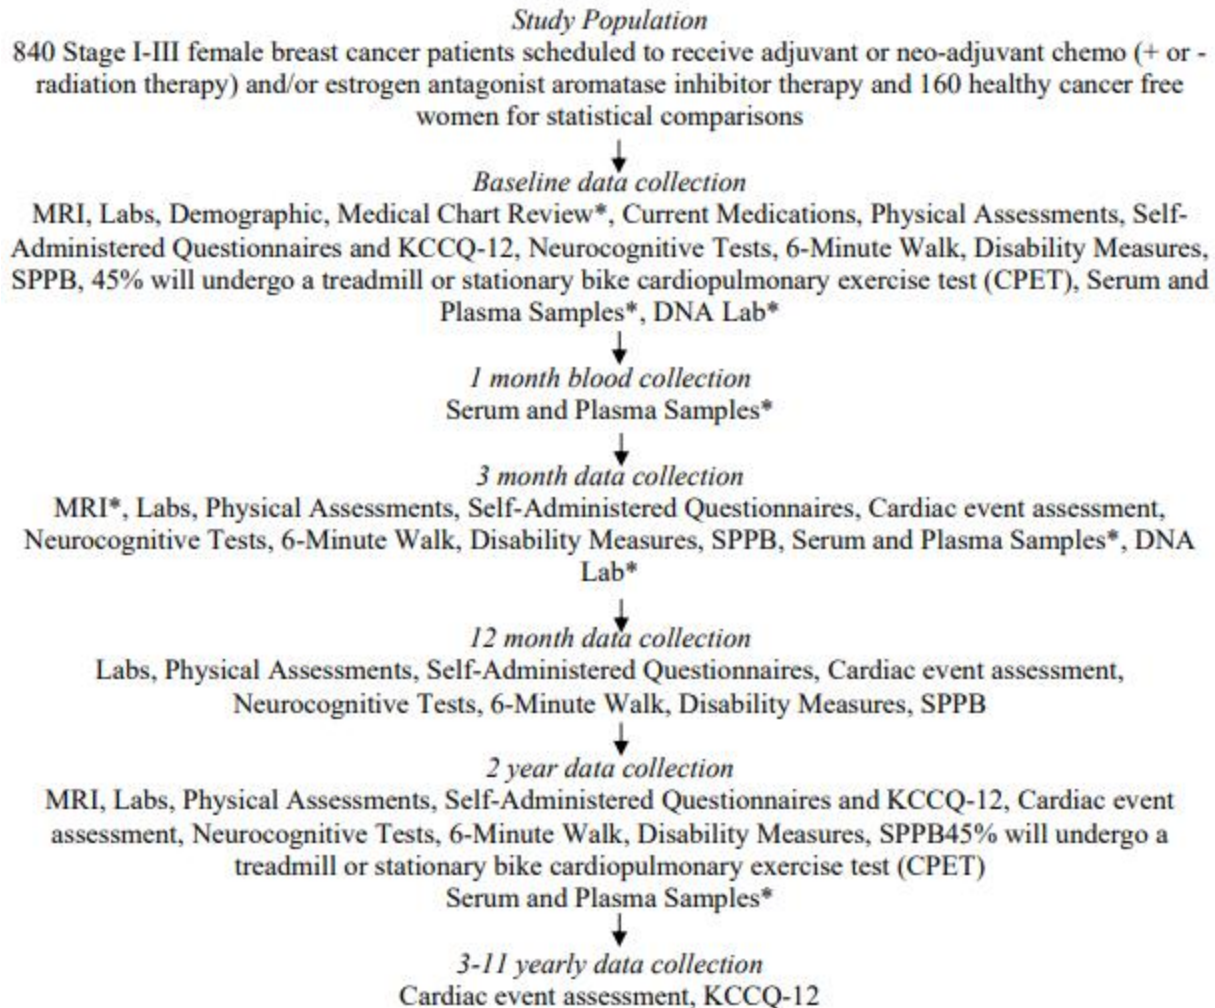 Study Population
840 Stage I-III female breast cancer patients scheduled to receive adjuvant or neo-adjuvant chemo (+ or -
radiation therapy) and/or estrogen antagonist aromatase inhibitor therapy and 160 healthy cancer free
women for statistical comparisons
Baseline data collection
MRI, Labs, Demographic, Medical Chart Review*, Current Medications, Physical Assessments, Self-
Administered Questionnaires and KCCQ-12, Neurocognitive Tests, 6-Minute Walk, Disability Measures,
SPPB, 45% will undergo a treadmill or stationary bike cardiopulmonary exercise test (CPET), Serum and
Plasma Samples*, DNA Lab*
1 month blood collection
Serum and Plasma Samples*
3 month data collection
MRI*, Labs, Physical Assessments, Self-Administered Questionnaires, Cardiac event assessment,
Neurocognitive Tests, 6-Minute Walk, Disability Measures, SPPB, Serum and Plasma Samples*, DNA
Lab*
12 month data collection
Labs, Physical Assessments, Self-Administered Questionnaires, Cardiac event assessment,
Neurocognitive Tests, 6-Minute Walk, Disability Measures, SPPB
2 year data collection
MRI, Labs, Physical Assessments, Self-Administered Questionnaires and KCCQ-12, Cardiac event
assessment, Neurocognitive Tests, 6-Minute Walk, Disability Measures, SPPB45% will undergo a
treadmill or stationary bike cardiopulmonary exercise test (CPET)
Serum and Plasma Samples*
3-11 yearly data collection
Cardiac event assessment, KCCQ-12